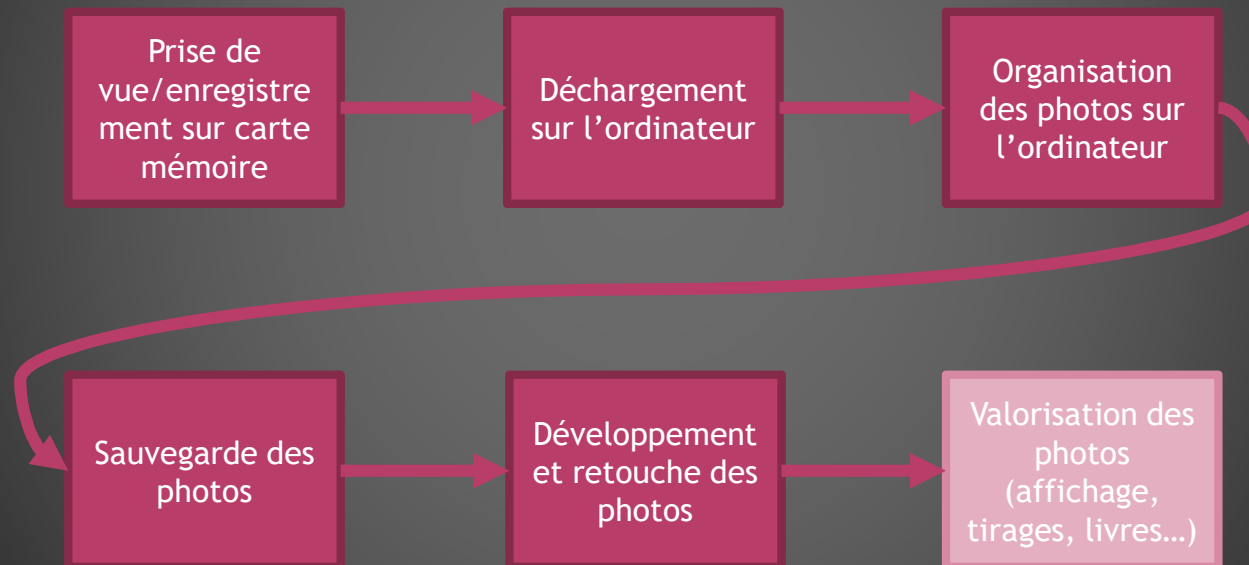 Prise de
vue/enregistre
ment sur carte
mémoire
Déchargement
sur l’ordinateur
Organisation
des photos sur
l’ordinateur
Sauvegarde des
photos
Développement
et retouche des
photos
Valorisation des
photos
(affichage,
tirages, livres…)